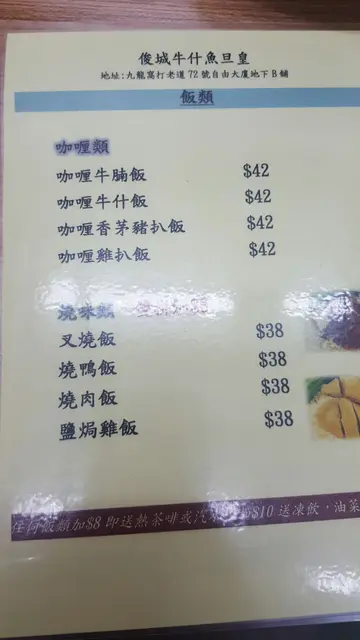 俊城牛什魚旦皇
地址:九龍窩打老道72號自由大廈地下B舖
飯類
咖喱類
咖喱牛腩飯 $42
咖喱牛什飯 $42
咖喱香茅豬扒飯 $42
咖喱雞扒飯 $42
燒味類
叉燒飯 $38
燒鴨飯 $38
燒肉飯 $38
鹽焗雞飯 $38
任何飯類加$8即送熱茶啡或汽 $10送凍飲，油菜